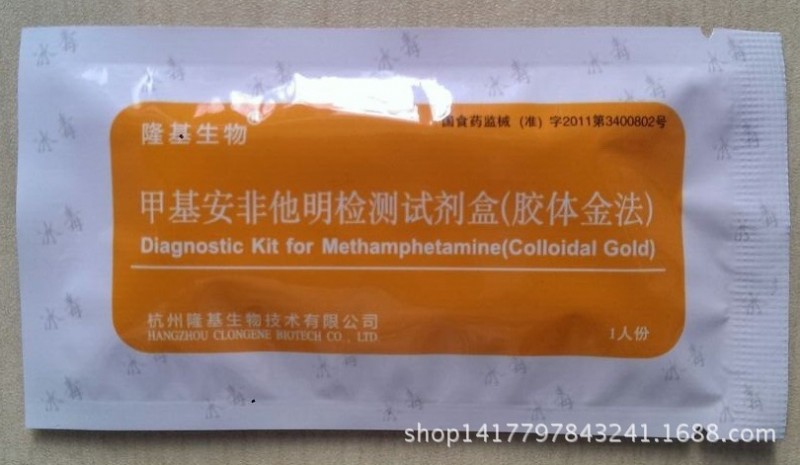 隆基生物
国食药监械（准）字2011第3400802号
甲基安非他明检测试剂盒(胶体金法)
Diagnostic Kit for Methamphetamine(Colloidal Gold)
杭州隆基生物技术有限公司
HANGZHOU CLONGENE BIOTECH CO , LTD
1人份
冰毒
shop1417797843241.1688.com